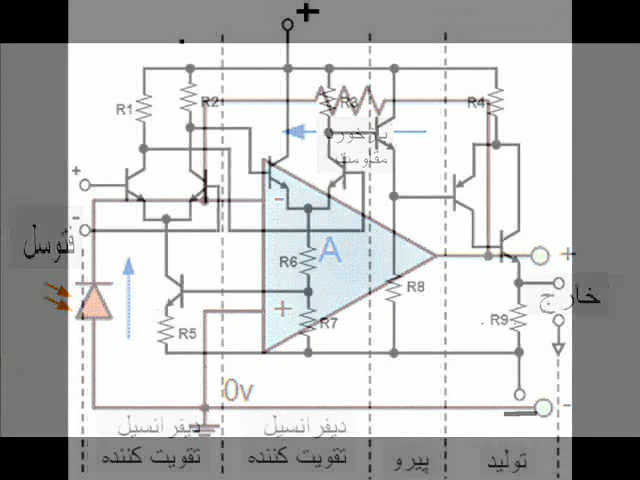 +
R1
R2
R3
R4
بازخورد
مقاومت
+
-
-
فتوسل
A
+
R6
R8
خارج
+
R5
R7
R9
0v
-
دیفرانسیل
تقویت کننده
دیفرانسیل
تقویت کننده
پیرو
تولید